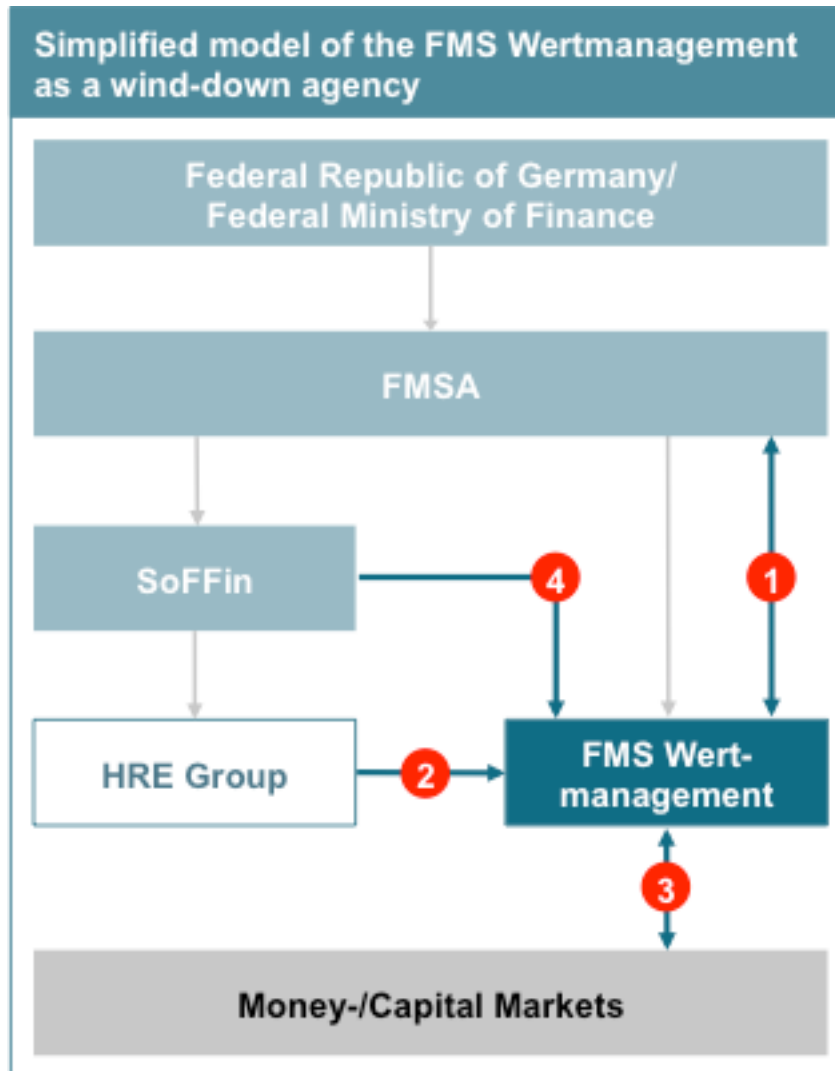 Simplified model of the FMS Wertmanagement
as a wind-down agency
Federal Republic of Germany/
Federal Ministry of Finance
FMSA
SoFFin
4
1
HRE Group
2
FMS Wert-
management
3
Money-/Capital Markets